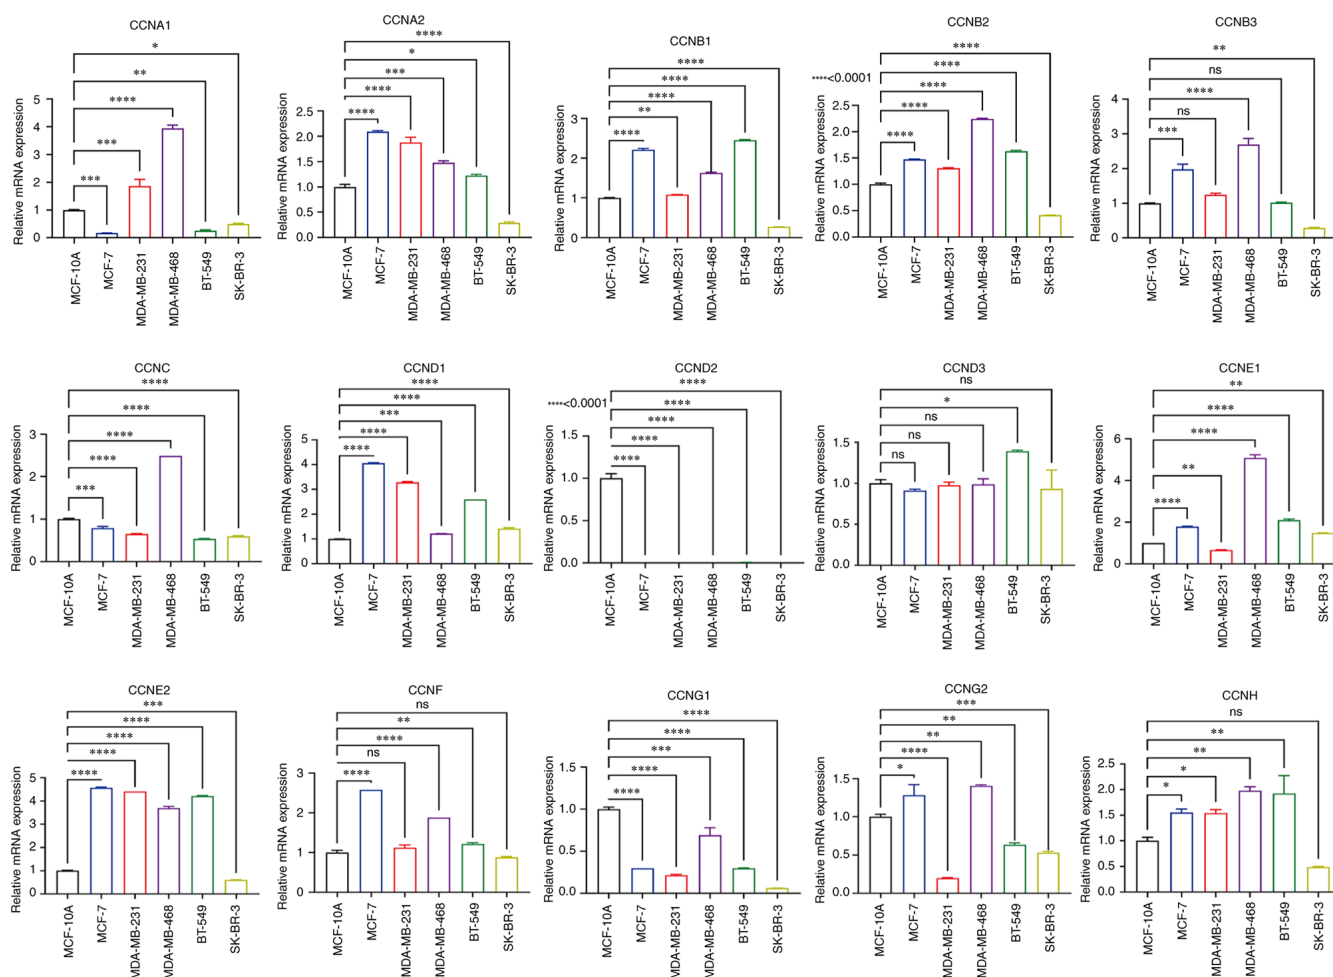 CCNA1
*
**
****
***
***
Relative mRNA expression
5
4
3
2
1
0
MCF-10A
MCF-7
MDA-MB-231
MDA-MB-468
BT-549
SK-BR-3
CCNA2
****
*
***
****
****
Relative mRNA expression
2.5
2.0
1.5
1.0
0.5
0.0
MCF-10A
MCF-7
MDA-MB-231
MDA-MB-468
BT-549
SK-BR-3
CCNB1
****
****
****
**
****
Relative mRNA expression
3
2
1
0
MCF-10A
MCF-7
MDA-MB-231
MDA-MB-468
BT-549
SK-BR-3
CCNB2
****
****<0.0001
****
****
****
****
Relative mRNA expression
2.5
2.0
1.5
1.0
0.5
0.0
MCF-10A
MCF-7
MDA-MB-231
MDA-MB-468
BT-549
SK-BR-3
CCNB3
**
ns
****
ns
***
Relative mRNA expression
4
3
2
1
0
MCF-10A
MCF-7
MDA-MB-231
MDA-MB-468
BT-549
SK-BR-3
CCNC
****
****
****
****
***
Relative mRNA expression
3
2
1
0
MCF-10A
MCF-7
MDA-MB-231
MDA-MB-468
BT-549
SK-BR-3
CCND1
****
****
***
****
****
Relative mRNA expression
5
4
3
2
1
0
MCF-10A
MCF-7
MDA-MB-231
MDA-MB-468
BT-549
SK-BR-3
CCND2
****
****<0.0001
****
****
****
****
Relative mRNA expression
1.5
1.0
0.5
0.0
MCF-10A
MCF-7
MDA-MB-231
MDA-MB-468
BT-549
SK-BR-3
CCND3
ns
*
ns
ns
ns
Relative mRNA expression
1.5
1.0
0.5
0.0
MCF-10A
MCF-7
MDA-MB-231
MDA-MB-468
BT-549
SK-BR-3
CCNE1
**
****
****
**
****
Relative mRNA expression
6
4
2
0
MCF-10A
MCF-7
MDA-MB-231
MDA-MB-468
BT-549
SK-BR-3
CCNE2
***
****
****
****
****
Relative mRNA expression
5
4
3
2
1
0
MCF-10A
MCF-7
MDA-MB-231
MDA-MB-468
BT-549
SK-BR-3
CCNF
ns
**
****
ns
****
Relative mRNA expression
3
2
1
0
MCF-10A
MCF-7
MDA-MB-231
MDA-MB-468
BT-549
SK-BR-3
CCNG1
****
****
***
****
****
Relative mRNA expression
1.5
1.0
0.5
0.0
MCF-10A
MCF-7
MDA-MB-231
MDA-MB-468
BT-549
SK-BR-3
CCNG2
***
**
**
****
*
Relative mRNA expression
1.5
1.0
0.5
0.0
MCF-10A
MCF-7
MDA-MB-231
MDA-MB-468
BT-549
SK-BR-3
CCNH
ns
**
**
*
*
Relative mRNA expression
2.5
2.0
1.5
1.0
0.5
0.0
MCF-10A
MCF-7
MDA-MB-231
MDA-MB-468
BT-549
SK-BR-3